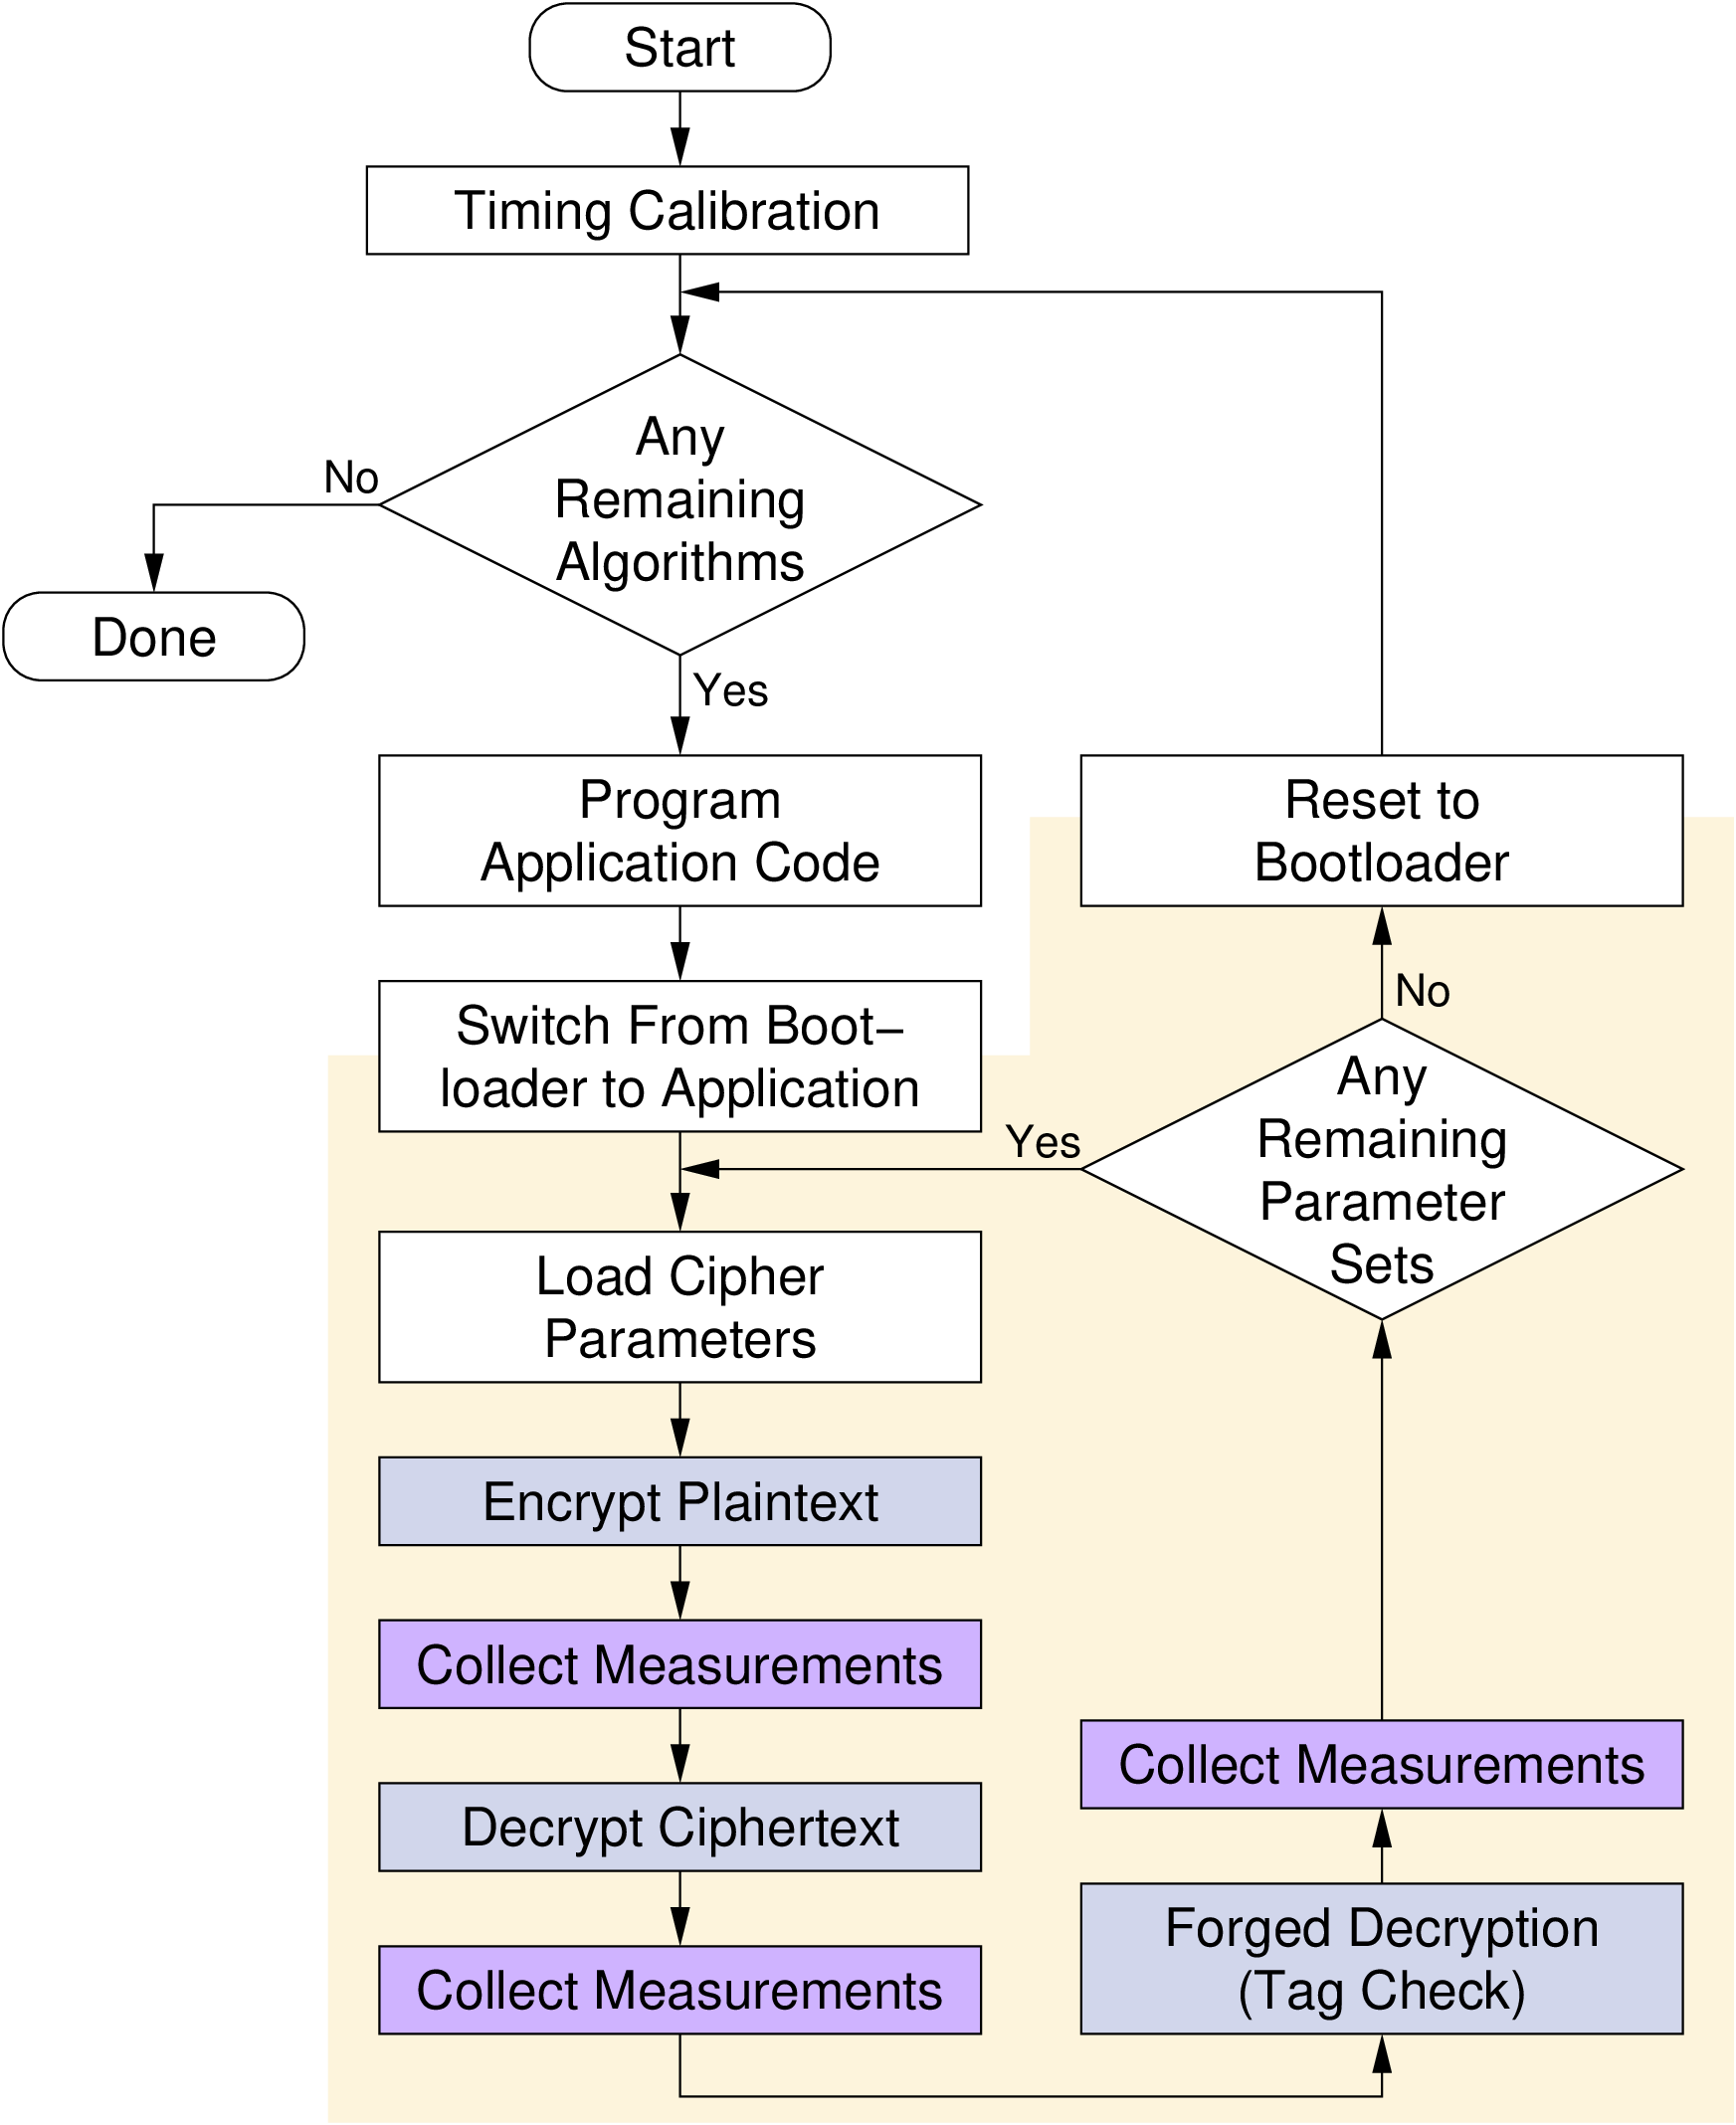 Start
Timing Calibration
Any
Remaining
Algorithms
No
Done
Yes
Program
Application Code
Switch From Boot–
loader to Application
Load Cipher
Parameters
Encrypt Plaintext
Collect Measurements
Decrypt Ciphertext
Collect Measurements
Forged Decryption
(Tag Check)
Collect Measurements
Any
Remaining
Parameter
Sets
Yes
No
Reset to
Bootloader